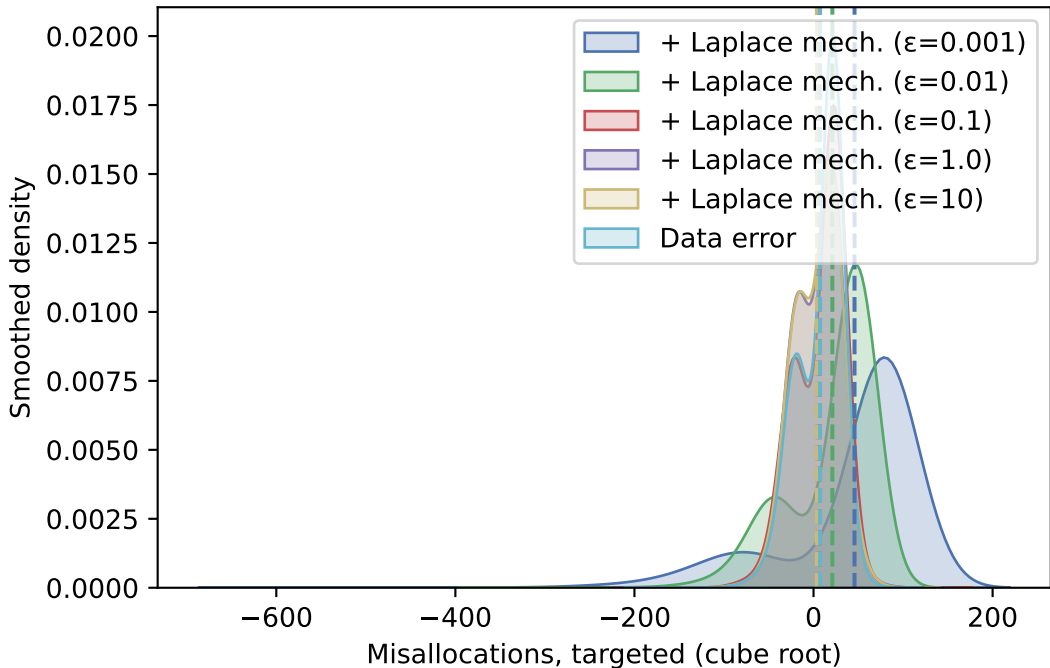 0.0200
0.0175
0.0150
0.0125
0.0100
0.0075
0.0050
0.0025
0.0000
Smoothed density
+ Laplace mech. (ε=0.001)
+ Laplace mech. (ε=0.01)
+ Laplace mech. (ε=0.1)
+ Laplace mech. (ε=1.0)
+ Laplace mech. (ε=10)
Data error
−600 −400 −200 0 200
Misallocations, targeted (cube root)